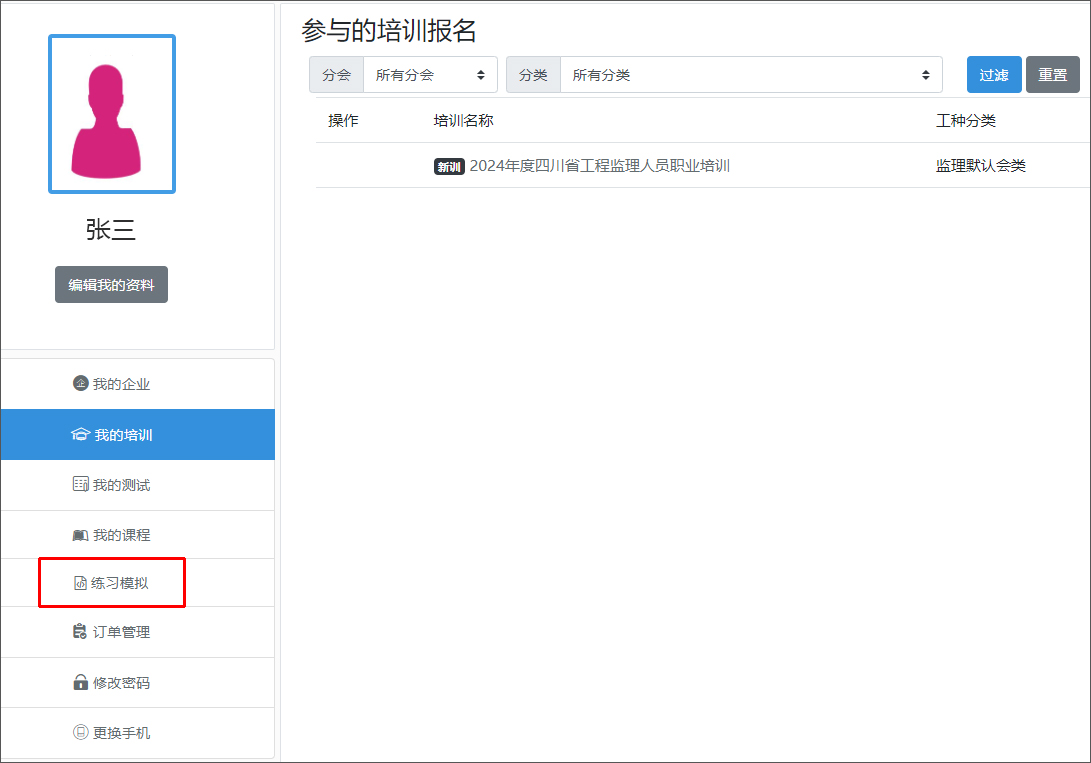 张三
编辑我的资料
我的企业
我的培训
我的测试
我的课程
练习模拟
订单管理
修改密码
更换手机
参与的培训报名
分会 所有分会 分类 所有分类 过滤 重置
操作 培训名称 工种分类
新训 2024年度四川省工程监理人员职业培训 监理默认会类